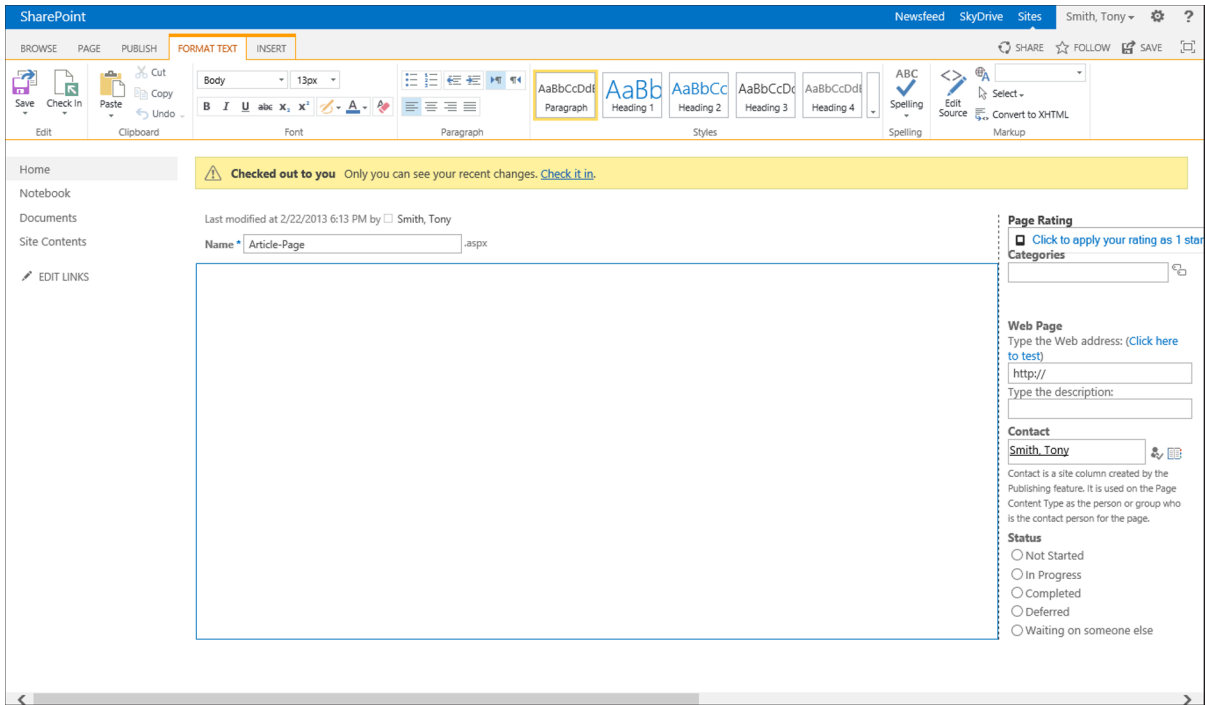 SharePoint Newsfeed SkyDrive Sites Smith, Tony ?
BROWSE PAGE PUBLISH FORMAT TEXT INSERT SHARE FOLLOW SAVE
Save Check In Paste Cut Copy Undo
Body 13px
B I U abc x₂ x² A
AaBbCcDdE AaBb AaBbCc AaBbCcDc AaBbCcDdE
Paragraph Heading 1 Heading 2 Heading 3 Heading 4
ABC
Spelling
Edit Source
Select
Convert to XHTML
Edit Clipboard Font Paragraph Styles Spelling Markup
Home
Notebook
Documents
Site Contents
EDIT LINKS
Checked out to you Only you can see your recent changes. Check it in.
Last modified at 2/22/2013 6:13 PM by Smith, Tony
Name * Article-Page .aspx
Page Rating
Click to apply your rating as 1 star
Categories
Web Page
Type the Web address: (Click here
to test)
http://
Type the description:
Contact
Smith, Tony
Contact is a site column created by the
Publishing feature. It is used on the Page
Content Type as the person or group who
is the contact person for the page.
Status
Not Started
In Progress
Completed
Deferred
Waiting on someone else